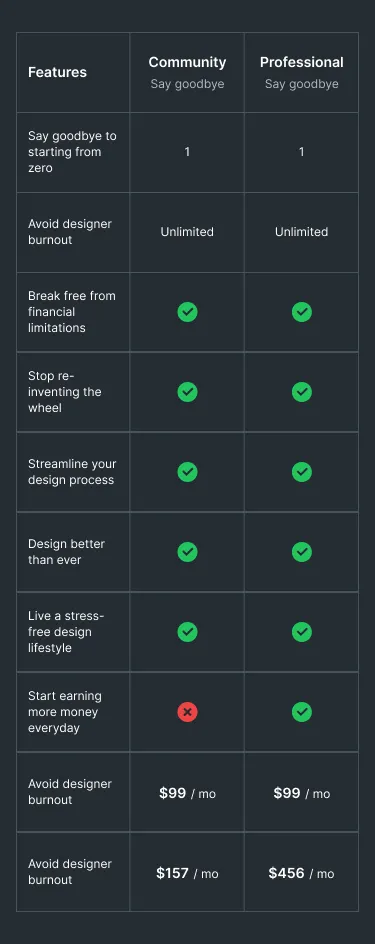 Features
Community
Say goodbye
Professional
Say goodbye
Say goodbye to
starting from
zero
1
1
Avoid designer
burnout
Unlimited
Unlimited
Break free from
financial
limitations
Stop re-
inventing the
wheel
Streamline your
design process
Design better
than ever
Live a stress-
free design
lifestyle
Start earning
more money
everyday
Avoid designer
burnout
$99 / mo
$99 / mo
Avoid designer
burnout
$157 / mo
$456 / mo